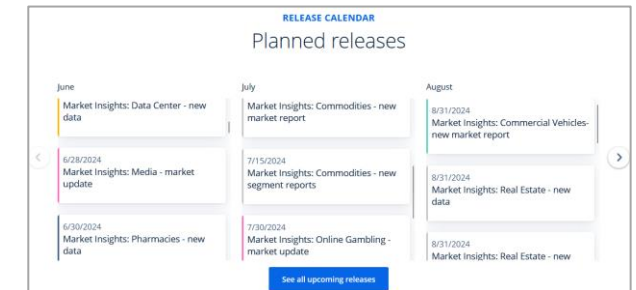 RELEASE CALENDAR
Planned releases
June
Market Insights: Data Center - new
data
6/28/2024
Market Insights: Media - market
update
6/30/2024
Market Insights: Pharmacies - new
data
July
Market Insights: Commodities - new
market report
7/15/2024
Market Insights: Commodities - new
segment reports
7/30/2024
Market Insights: Online Gambling -
market update
August
8/31/2024
Market Insights: Commercial Vehicles-
new market report
8/31/2024
Market Insights: Real Estate - new
data
8/31/2024
Market Insights: Real Estate - new
See all upcoming releases